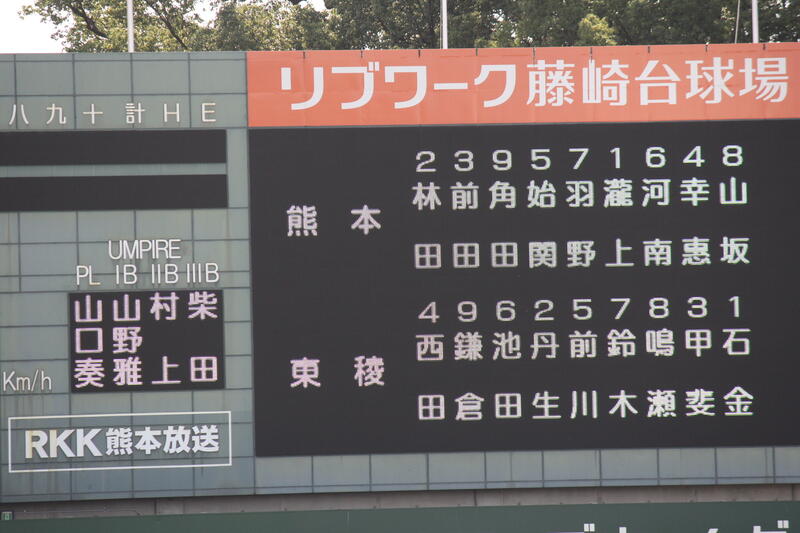 リブワーク藤崎台球場
八九十計HE
2 3 9 5 7 1 6 4 8
林前角始羽瀧河幸山
熊本
田田田関野上南恵坂
UMPIRE
PL IB IIB IIIB
山山村柴
口野
奏雅上田
4 9 6 2 5 7 8 3 1
西鎌池丹前鈴鳴甲石
東稜
田倉田生川木瀬斐金
Km/h
RKK熊本放送